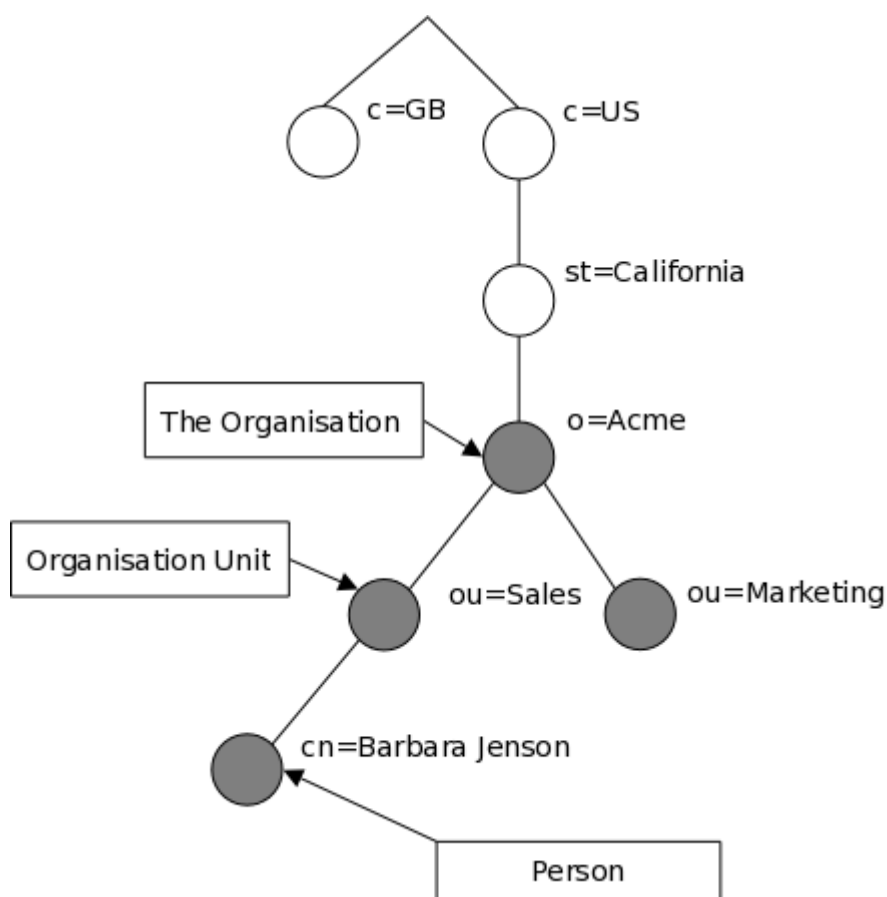 c=GB
c=US
st=California
The Organisation
o=Acme
Organisation Unit
ou=Sales
ou=Marketing
cn=Barbara Jenson
Person